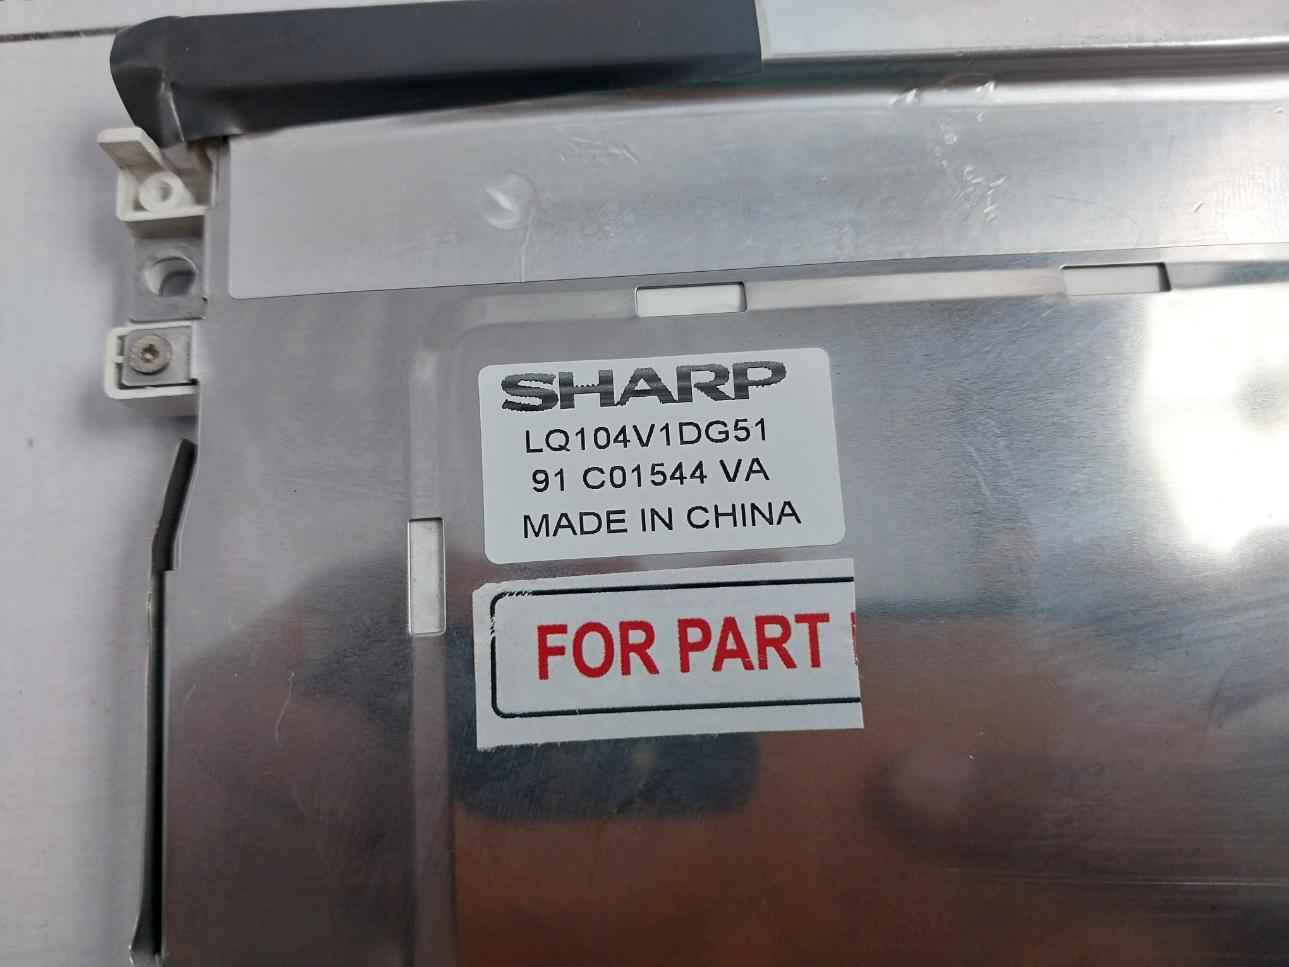 SHARP
LQ104V1DG51
91 C01544 VA
MADE IN CHINA
FOR PART